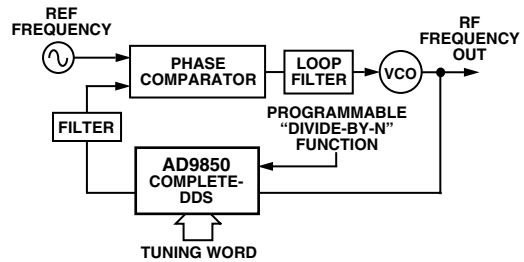 REF
FREQUENCY
PHASE
COMPARATOR
LOOP
FILTER
VCO
RF
FREQUENCY
OUT
FILTER
PROGRAMMABLE
“DIVIDE-BY-N”
FUNCTION
AD9850
COMPLETE-
DDS
TUNING WORD